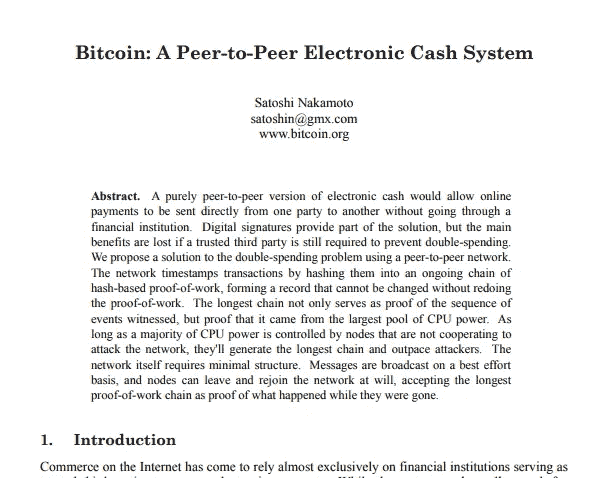 Bitcoin: A Peer-to-Peer Electronic Cash System
Satoshi Nakamoto
satoshin@gmx.com
www.bitcoin.org
Abstract. A purely peer-to-peer version of electronic cash would allow online
payments to be sent directly from one party to another without going through a
financial institution. Digital signatures provide part of the solution, but the main
benefits are lost if a trusted third party is still required to prevent double-spending.
We propose a solution to the double-spending problem using a peer-to-peer network.
The network timestamps transactions by hashing them into an ongoing chain of
hash-based proof-of-work, forming a record that cannot be changed without redoing
the proof-of-work. The longest chain not only serves as proof of the sequence of
events witnessed, but proof that it came from the largest pool of CPU power. As
long as a majority of CPU power is controlled by nodes that are not cooperating to
attack the network, they'll generate the longest chain and outpace attackers. The
network itself requires minimal structure. Messages are broadcast on a best effort
basis, and nodes can leave and rejoin the network at will, accepting the longest
proof-of-work chain as proof of what happened while they were gone.
1. Introduction
Commerce on the Internet has come to rely almost exclusively on financial institutions serving as